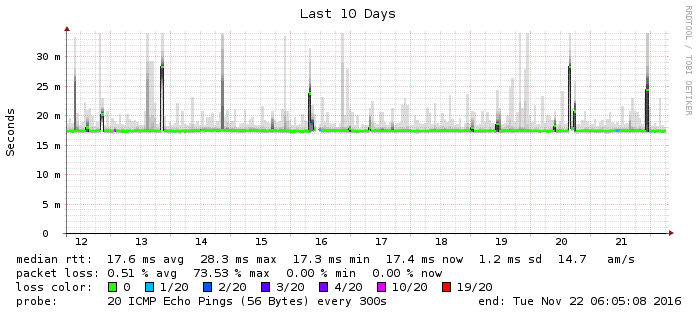 Last 10 Days
RRDTOOL / TOBI OETIKER
Seconds
30 m
25 m
20 m
15 m
10 m
5 m
0
12 13 14 15 16 17 18 19 20 21
median rtt: 17.6 ms avg 28.3 ms max 17.3 ms min 17.4 ms now 1.2 ms sd 14.7 am/s
packet loss: 0.51 % avg 73.53 % max 0.00 % min 0.00 % now
loss color: 0 1/20 2/20 3/20 4/20 10/20 19/20
probe: 20 ICMP Echo Pings (56 Bytes) every 300s end: Tue Nov 22 06:05:08 2016